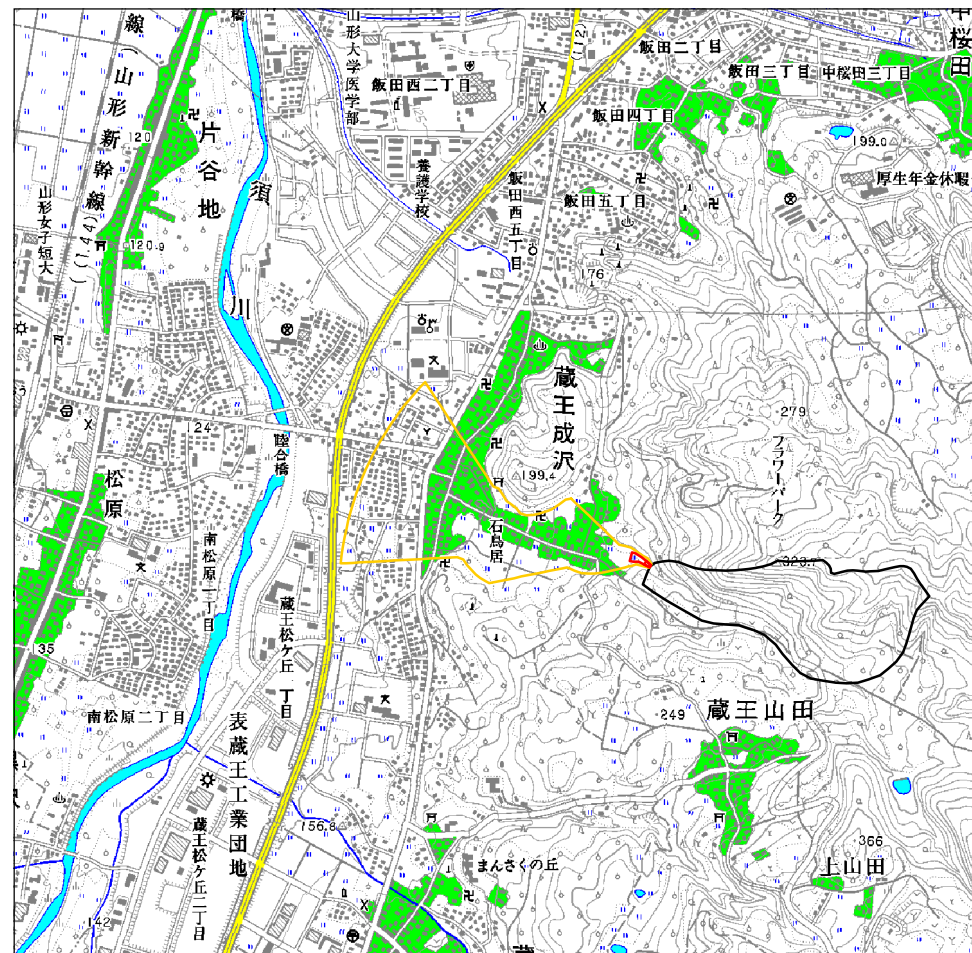 中桜田
橋
線)
山形新幹線
(144)
山形大学医学部
飯田西二丁目
(12)
飯田二丁目
飯田三丁目
中桜田三丁目
飯田四丁目
199.0
厚生年金休暇
片谷地
120
120.9
須
川
養護学校
飯田西五丁目
飯田五丁目
176
山形女子短大
蔵王成沢
199.4
279
フラワーパーク
124
陸合橋
松原
石鳥居
南松原一丁目
323.
蔵王松ケ丘
丁目
35
南松原二丁目
表蔵王工業団地
249
蔵王山田
156.8
蔵王松ケ丘二丁目
まんさくの丘
366
上山田
142
蔵